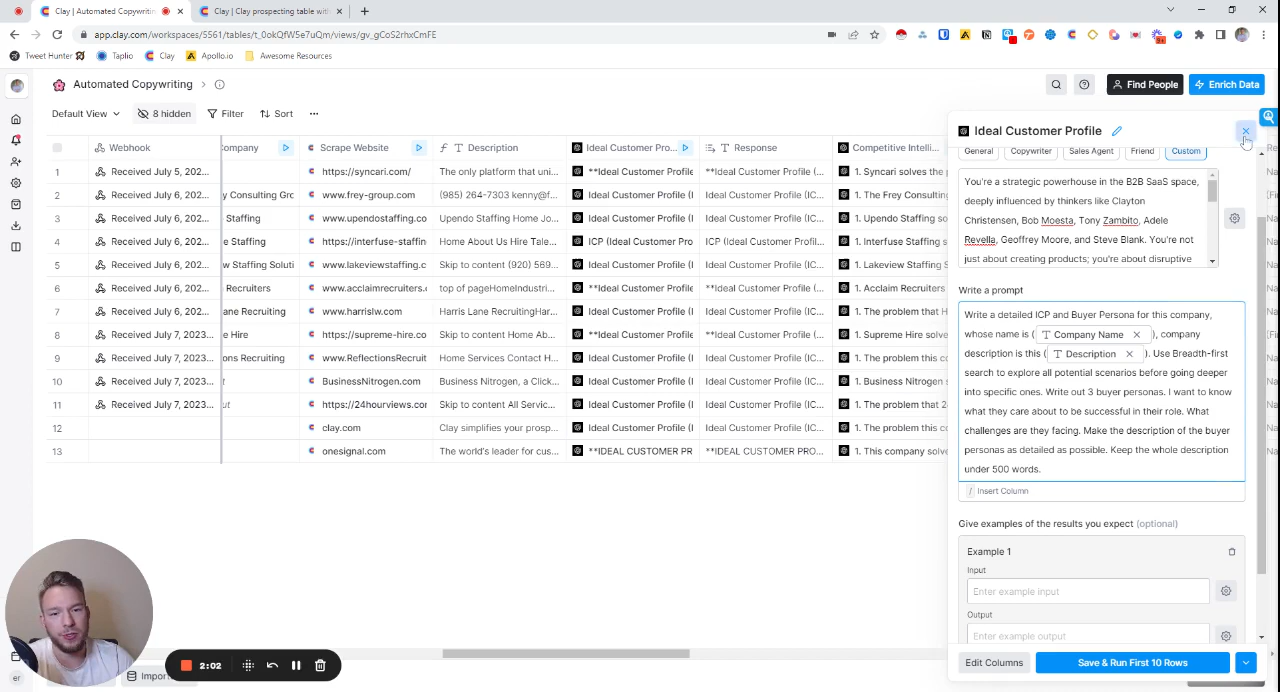 Clay | Automated Copywritin
Clay | Clay prospecting table with
app.clay.com/workspaces/5561/tables/t_0okQfW5e7uQm/views/gv_gCoS2rhxCmFE
Tweet Hunter
Taplio
Clay
Apollo.io
Awesome Resources
Automated Copywriting
Find People
Enrich Data
Default View
8 hidden
Filter
Sort
Webhook Company Scrape Website Description Ideal Customer Pro... Response Competitive Intelli...
1 Received July 5, 202... https://syncari.com/ The only platform that uni... **Ideal Customer Profile **Ideal Customer Profile (... 1. Syncari solves the p
2 Received July 6, 202... y Consulting Grc www.frey-group.com (985) 264-7303 kenny@f... **Ideal Customer Profile **Ideal Customer Profile (... 1. The Frey Consulting
3 Received July 6, 202... Staffing www.upendostaffing.co Upendo Staffing Home Jo... **Ideal Customer Profile **Ideal Customer Profile (... 1. Upendo Staffing sol
4 Received July 6, 202... e Staffing https://interfuse-staffin Home About Us Hire Tale... ICP (Ideal Customer Pro ICP (Ideal Customer Profil... 1. Interfuse Staffing so
5 Received July 6, 202... w Staffing Soluti www.lakeviewstaffing.c Skip to content (920) 569... **Ideal Customer Profile **Ideal Customer Profile (... 1. Lakeview Staffing Sol
6 Received July 6, 202... Recruiters www.acclaimrecruiters.c top of pageHomeIndustri... **Ideal Customer Profile **Ideal Customer Profile (... 1. Acclaim Recruiters
7 Received July 6, 202... ane Recruiting www.harrislw.com Harris Lane RecruitingHar... Ideal Customer Profile (I Ideal Customer Profile (IC... 1. The problem that H
8 Received July 7, 2023... e Hire https://supreme-hire.co Skip to content Home Ab... **Ideal Customer Profile **Ideal Customer Profile (... 1. Supreme Hire solve
9 Received July 7, 2023... ons Recruiting www.ReflectionsRecruit Home Services Contact H... Ideal Customer Profile (I Ideal Customer Profile (IC... 1. The problem this co
10 Received July 7, 2023... t BusinessNitrogen.com Business Nitrogen, a Click... Ideal Customer Profile (I Ideal Customer Profile (IC... 1. Business Nitrogen s
11 Received July 7, 2023... ut https://24hourviews.com Skip to content All Servic... Ideal Customer Profile (I Ideal Customer Profile (IC... 1. The problem that 2
12 clay.com Clay simplifies your prosp... Ideal Customer Profile (I Ideal Customer Profile (IC... 1. The problem this co
13 onesignal.com The world's leader for cus... **IDEAL CUSTOMER PR **IDEAL CUSTOMER PRO... 1. This company solv
Ideal Customer Profile
General Copywriter Sales Agent Friend Custom
You're a strategic powerhouse in the B2B SaaS space,
deeply influenced by thinkers like Clayton
Christensen, Bob Moesta, Tony Zambito, Adele
Revella, Geoffrey Moore, and Steve Blank. You're not
just about creating products; you're about disruptive
Write a prompt
Write a detailed ICP and Buyer Persona for this company,
whose name is ( Company Name ), company
description is this ( Description ). Use Breadth-first
search to explore all potential scenarios before going deeper
into specific ones. Write out 3 buyer personas. I want to know
what they care about to be successful in their role. What
challenges are they facing. Make the description of the buyer
personas as detailed as possible. Keep the whole description
under 500 words.
/ Insert Column
Give examples of the results you expect (optional)
Example 1
Input
Enter example input
Output
Enter example output
Edit Columns
Save & Run First 10 Rows
2:02
Import
er